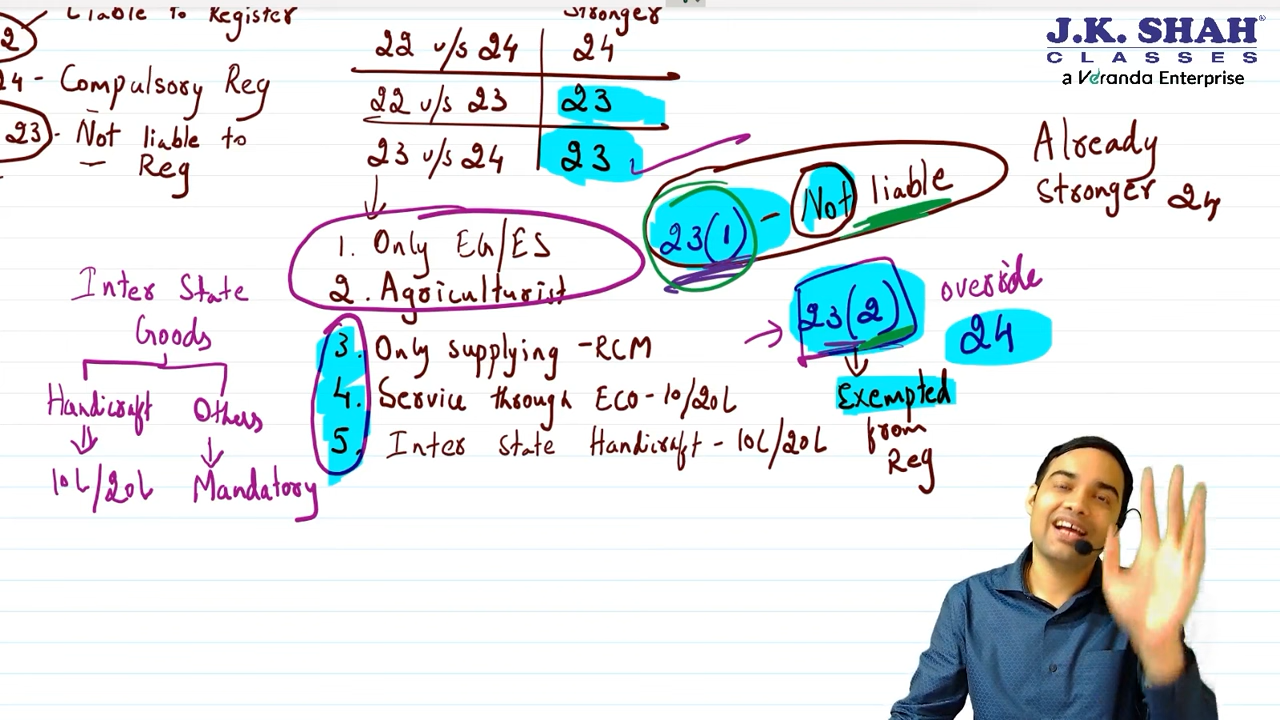 2 Liable to Register
24 - Compulsory Reg
23 - Not liable to
Reg
Stronger
22 v/s 24 24
22 v/s 23 23
23 v/s 24 23
J.K. SHAH®
CLASSES
a Veranda Enterprise
23(1) - Not liable
Already
Stronger 24
1. Only EG/ES
2. Agriculturist
3. Only supplying - RCM
4. Service through ECO - 10/20L
5. Inter State Handicraft - 10L/20L
23(2) override
24
Exempted
from
Reg
Inter State
Goods
Handicraft Others
10L/20L Mandatory